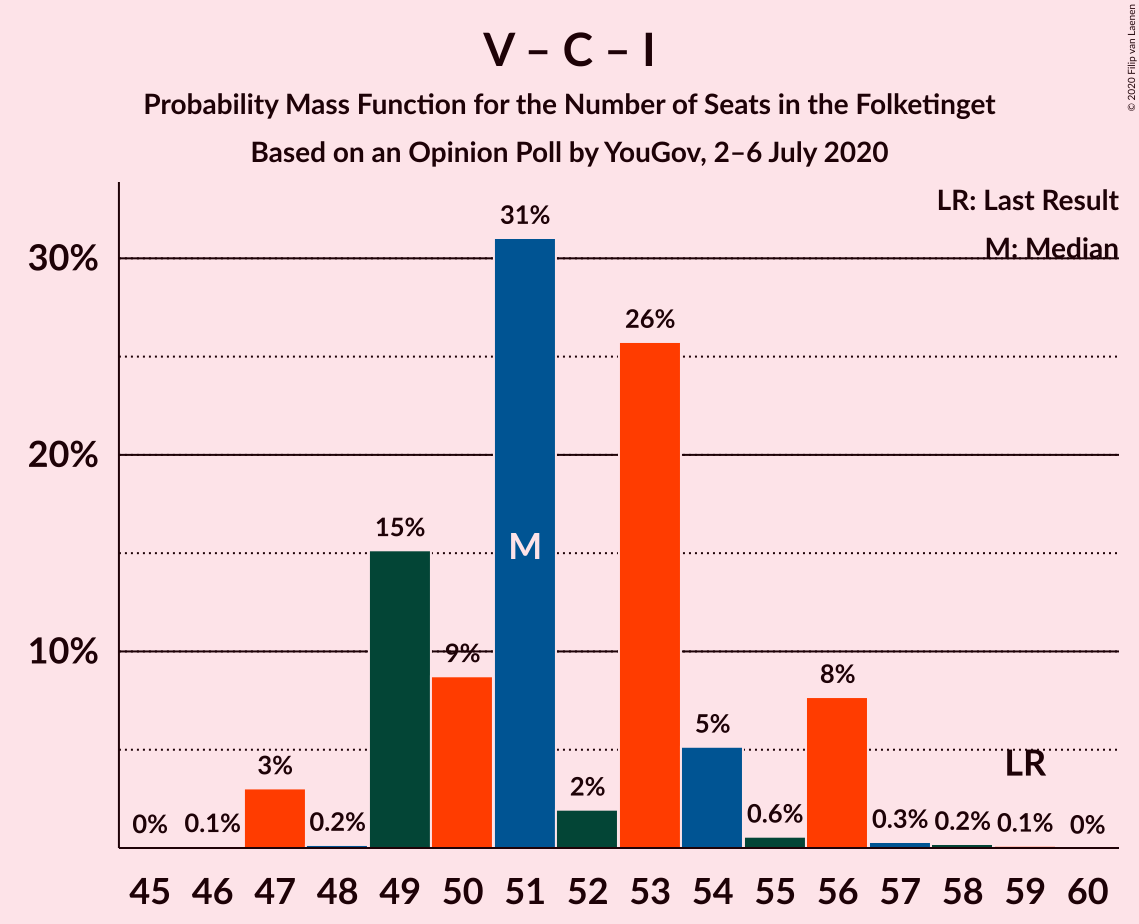 V – C – I
Probability Mass Function for the Number of Seats in the Folketinget
Based on an Opinion Poll by YouGov, 2–6 July 2020
© 2020 Filip van Laenen
LR: Last Result
M: Median
30%
20%
10%
0%
0.1%
3%
0.2%
15%
9%
31%
M
2%
26%
5%
0.6%
8%
0.3%
0.2%
0.1%
LR
0%
45 46 47 48 49 50 51 52 53 54 55 56 57 58 59 60